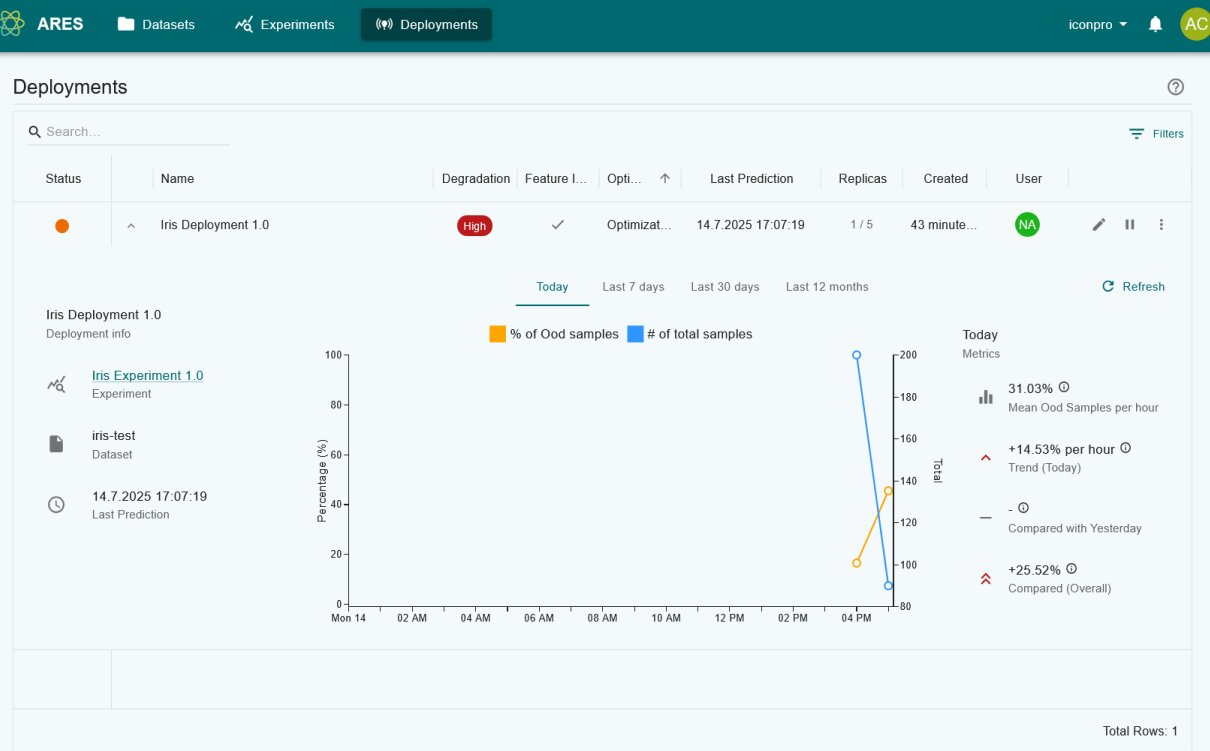 ARES Datasets Experiments Deployments iconpro AC
Deployments
Search...
Filters
Status Name Degradation Feature I... Opti... Last Prediction Replicas Created User
Iris Deployment 1.0 High Optimizat... 14.7.2025 17:07:19 1 / 5 43 minute... NA
Today Last 7 days Last 30 days Last 12 months Refresh
Iris Deployment 1.0
Deployment info
Iris Experiment 1.0
Experiment
iris-test
Dataset
14.7.2025 17:07:19
Last Prediction
% of Ood samples # of total samples
Percentage (%)
100
80
60
40
20
0
Mon 14 02 AM 04 AM 06 AM 08 AM 10 AM 12 PM 02 PM 04 PM
200
180
160
140
120
100
80
Total
Today
Metrics
31.03%
Mean Ood Samples per hour
+14.53% per hour
Trend (Today)
-
Compared with Yesterday
+25.52%
Compared (Overall)
Total Rows: 1